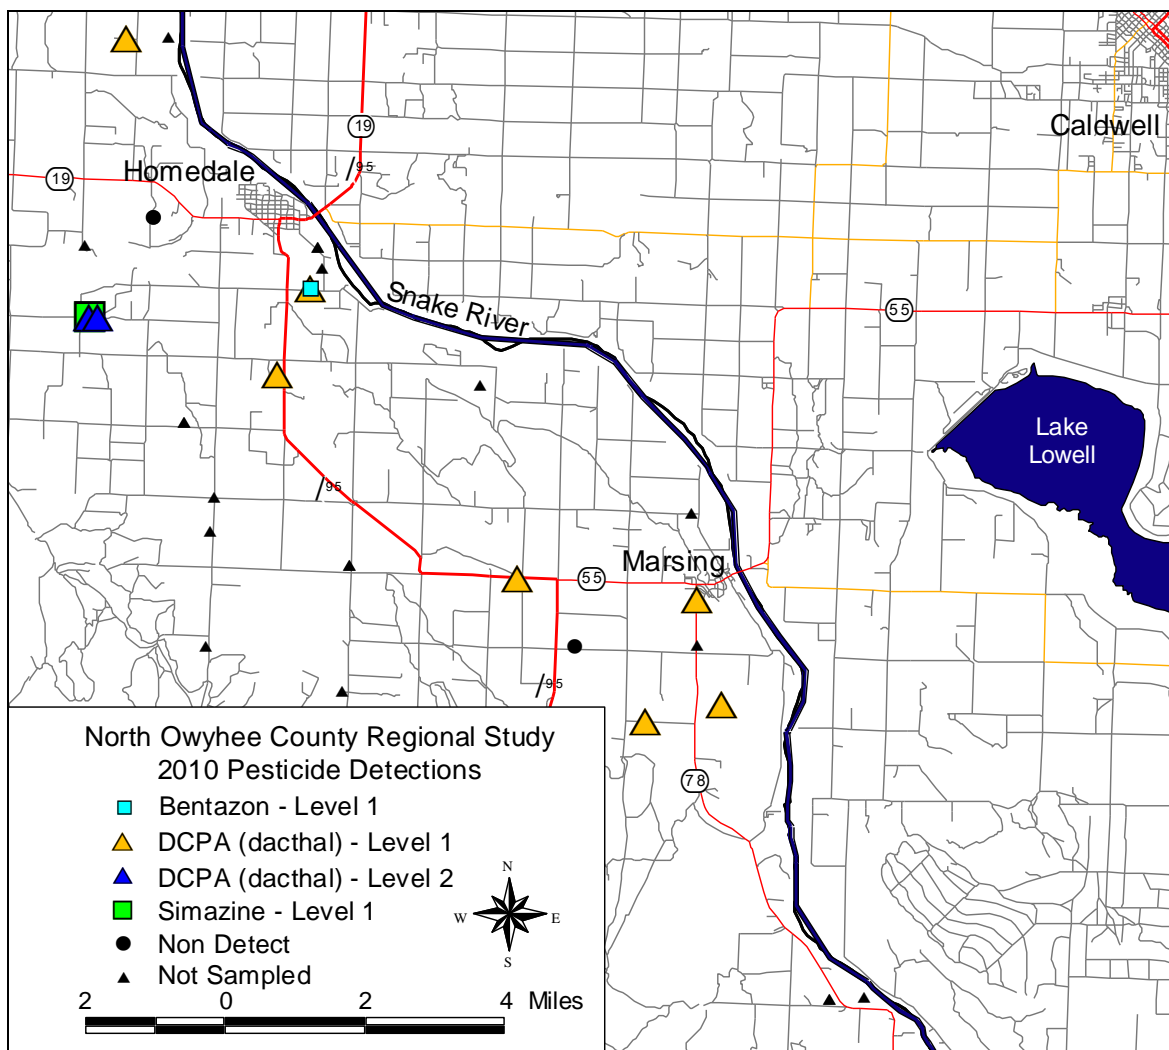 Caldwell
19
/95
Homedale
19
Snake River
55
Lake
Lowell
/95
Marsing
55
/95
78
North Owyhee County Regional Study
2010 Pesticide Detections
Bentazon - Level 1
DCPA (dacthal) - Level 1
DCPA (dacthal) - Level 2
Simazine - Level 1
Non Detect
Not Sampled
N
W E
S
2 0 2 4 Miles